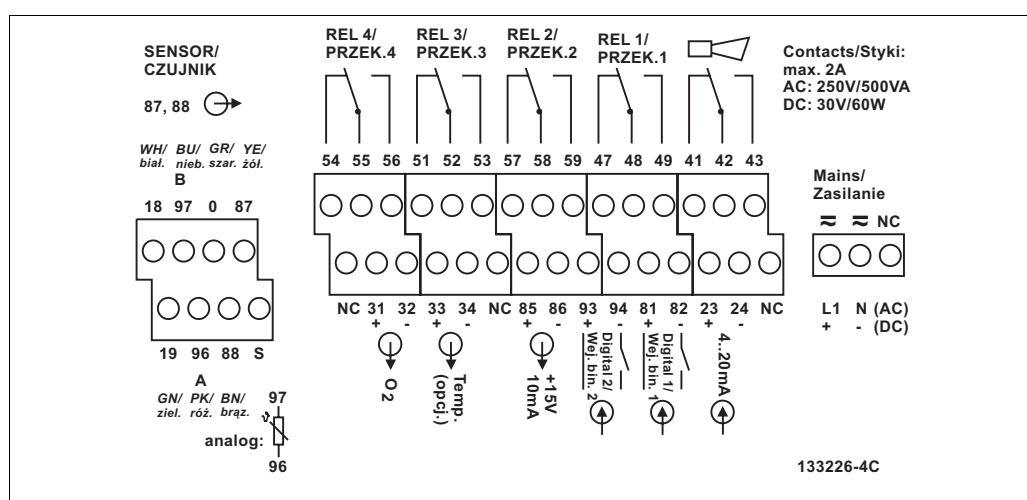 SENSOR/
CZUJNIK
87, 88
REL 4/
PRZEK.4
REL 3/
PRZEK.3
REL 2/
PRZEK.2
REL 1/
PRZEK.1
Contacts/Styki:
max. 2A
AC: 250V/500VA
DC: 30V/60W
WH/ BU/ GR/ YE/
biał. nieb. szar. żół.
B
18 97 0 87
54 55 56 51 52 53 57 58 59 47 48 49 41 42 43
Mains/
Zasilanie
≂ ≂ NC
NC 31 32 33 34 NC 85 86 93 94 81 82 23 24 NC
+ - + - + - + - + - + -
L1 N (AC)
+ - (DC)
19 96 88 S
A
GN/ PK/ BN/
ziel. róż. brąz.
97
analog:
96
O2
Temp.
(opcj.)
+15V
10mA
Digital 2/
Wej. bin. 2
Digital 1/
Wej. bin. 1
4..20mA
133226-4C